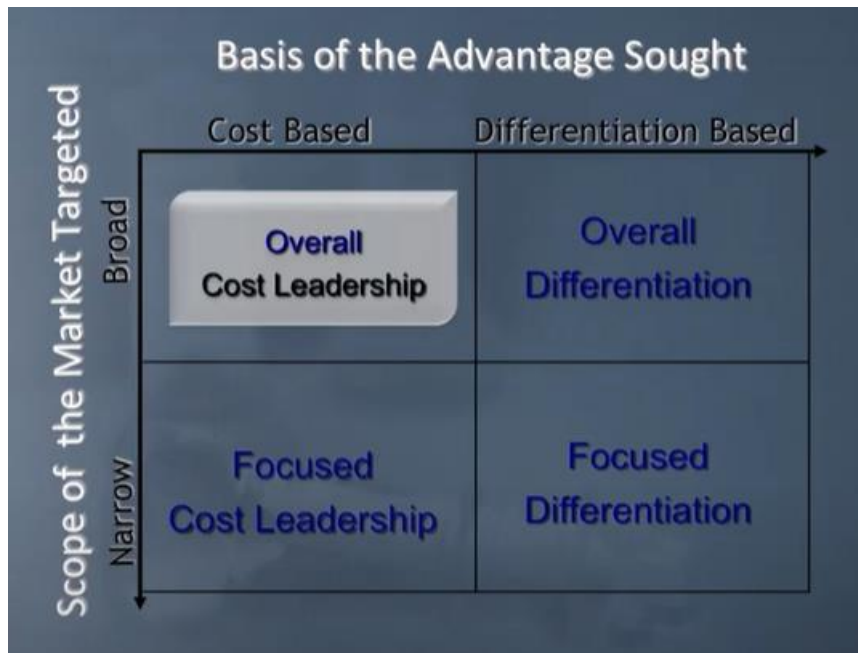 Basis of the Advantage Sought
Cost Based
Differentiation Based
Scope of the Market Targeted
Broad
Overall
Cost Leadership
Overall
Differentiation
Narrow
Focused
Cost Leadership
Focused
Differentiation